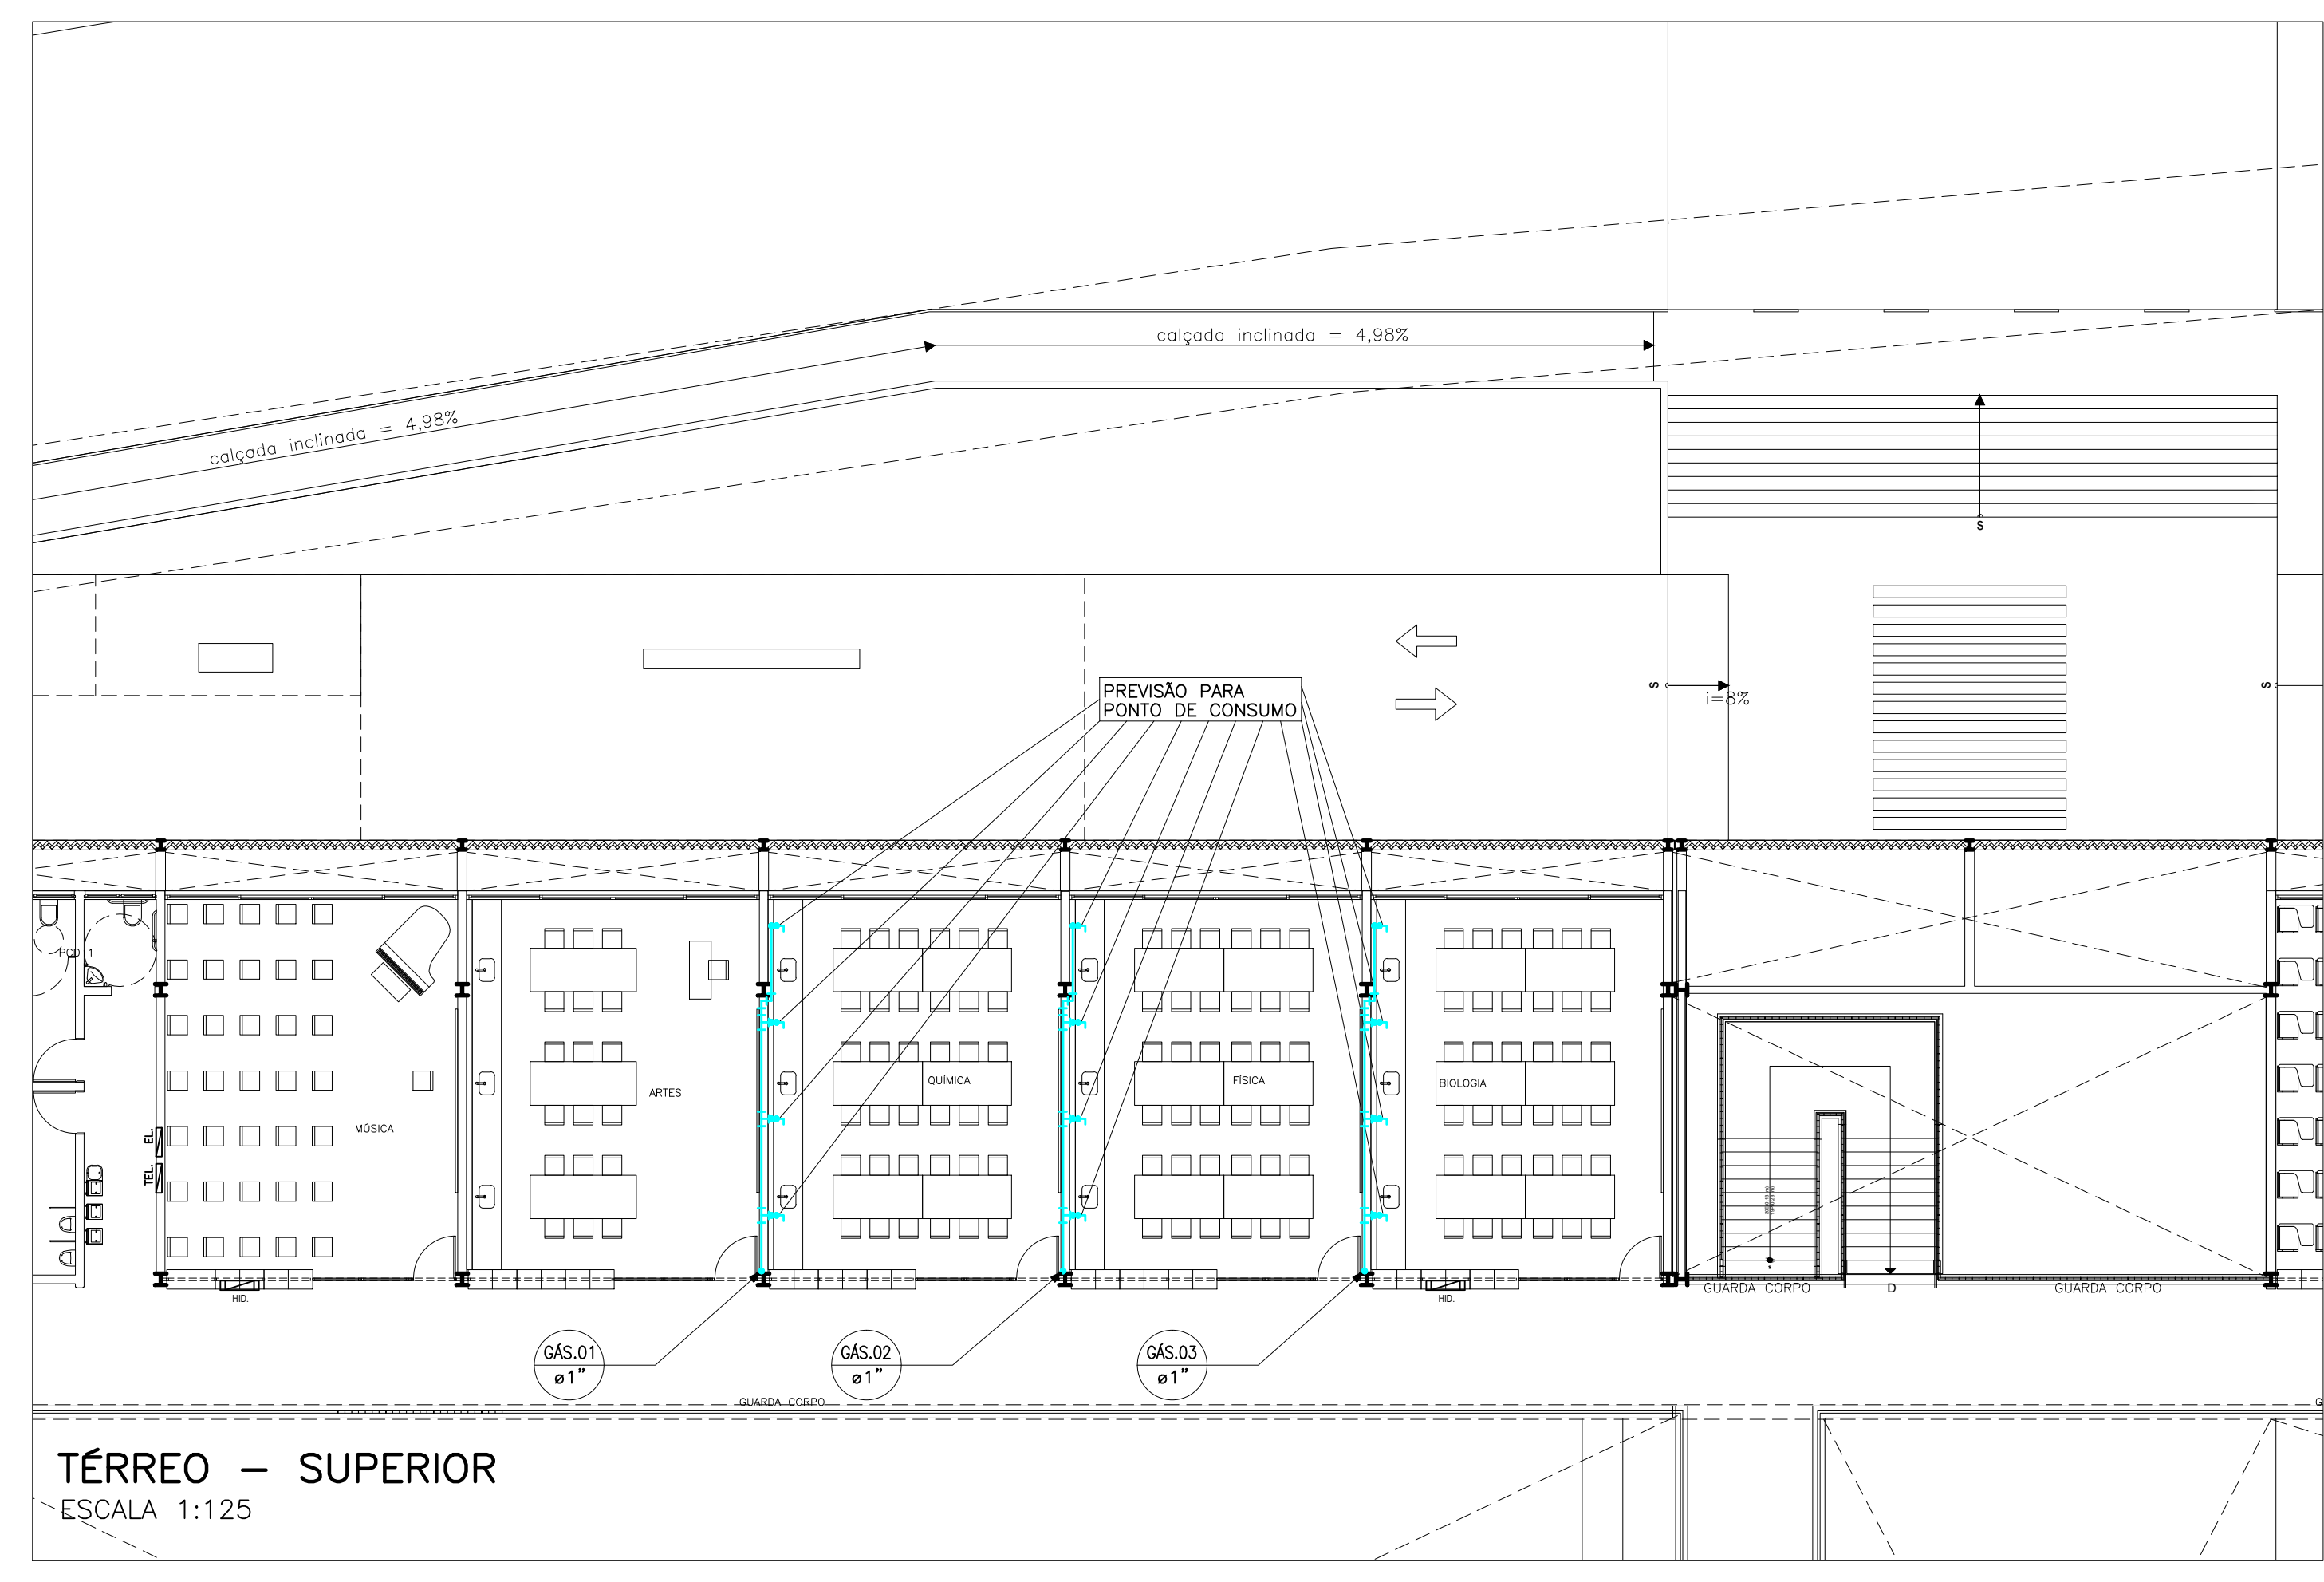 calçada inclinada = 4,98%
calçada inclinada = 4,98%
S
PREVISÃO PARA
PONTO DE CONSUMO
S
i=8%
S
PCD 1
QUÍMICA
FÍSICA
BIOLOGIA
ARTES
MÚSICA
EL.
TEL.
HID.
HID.
GUARDA CORPO
D
GUARDA CORPO
GÁS.01
ø1"
GÁS.02
ø1"
GÁS.03
ø1"
GUARDA CORPO
G
TÉRREO – SUPERIOR
ESCALA 1:125